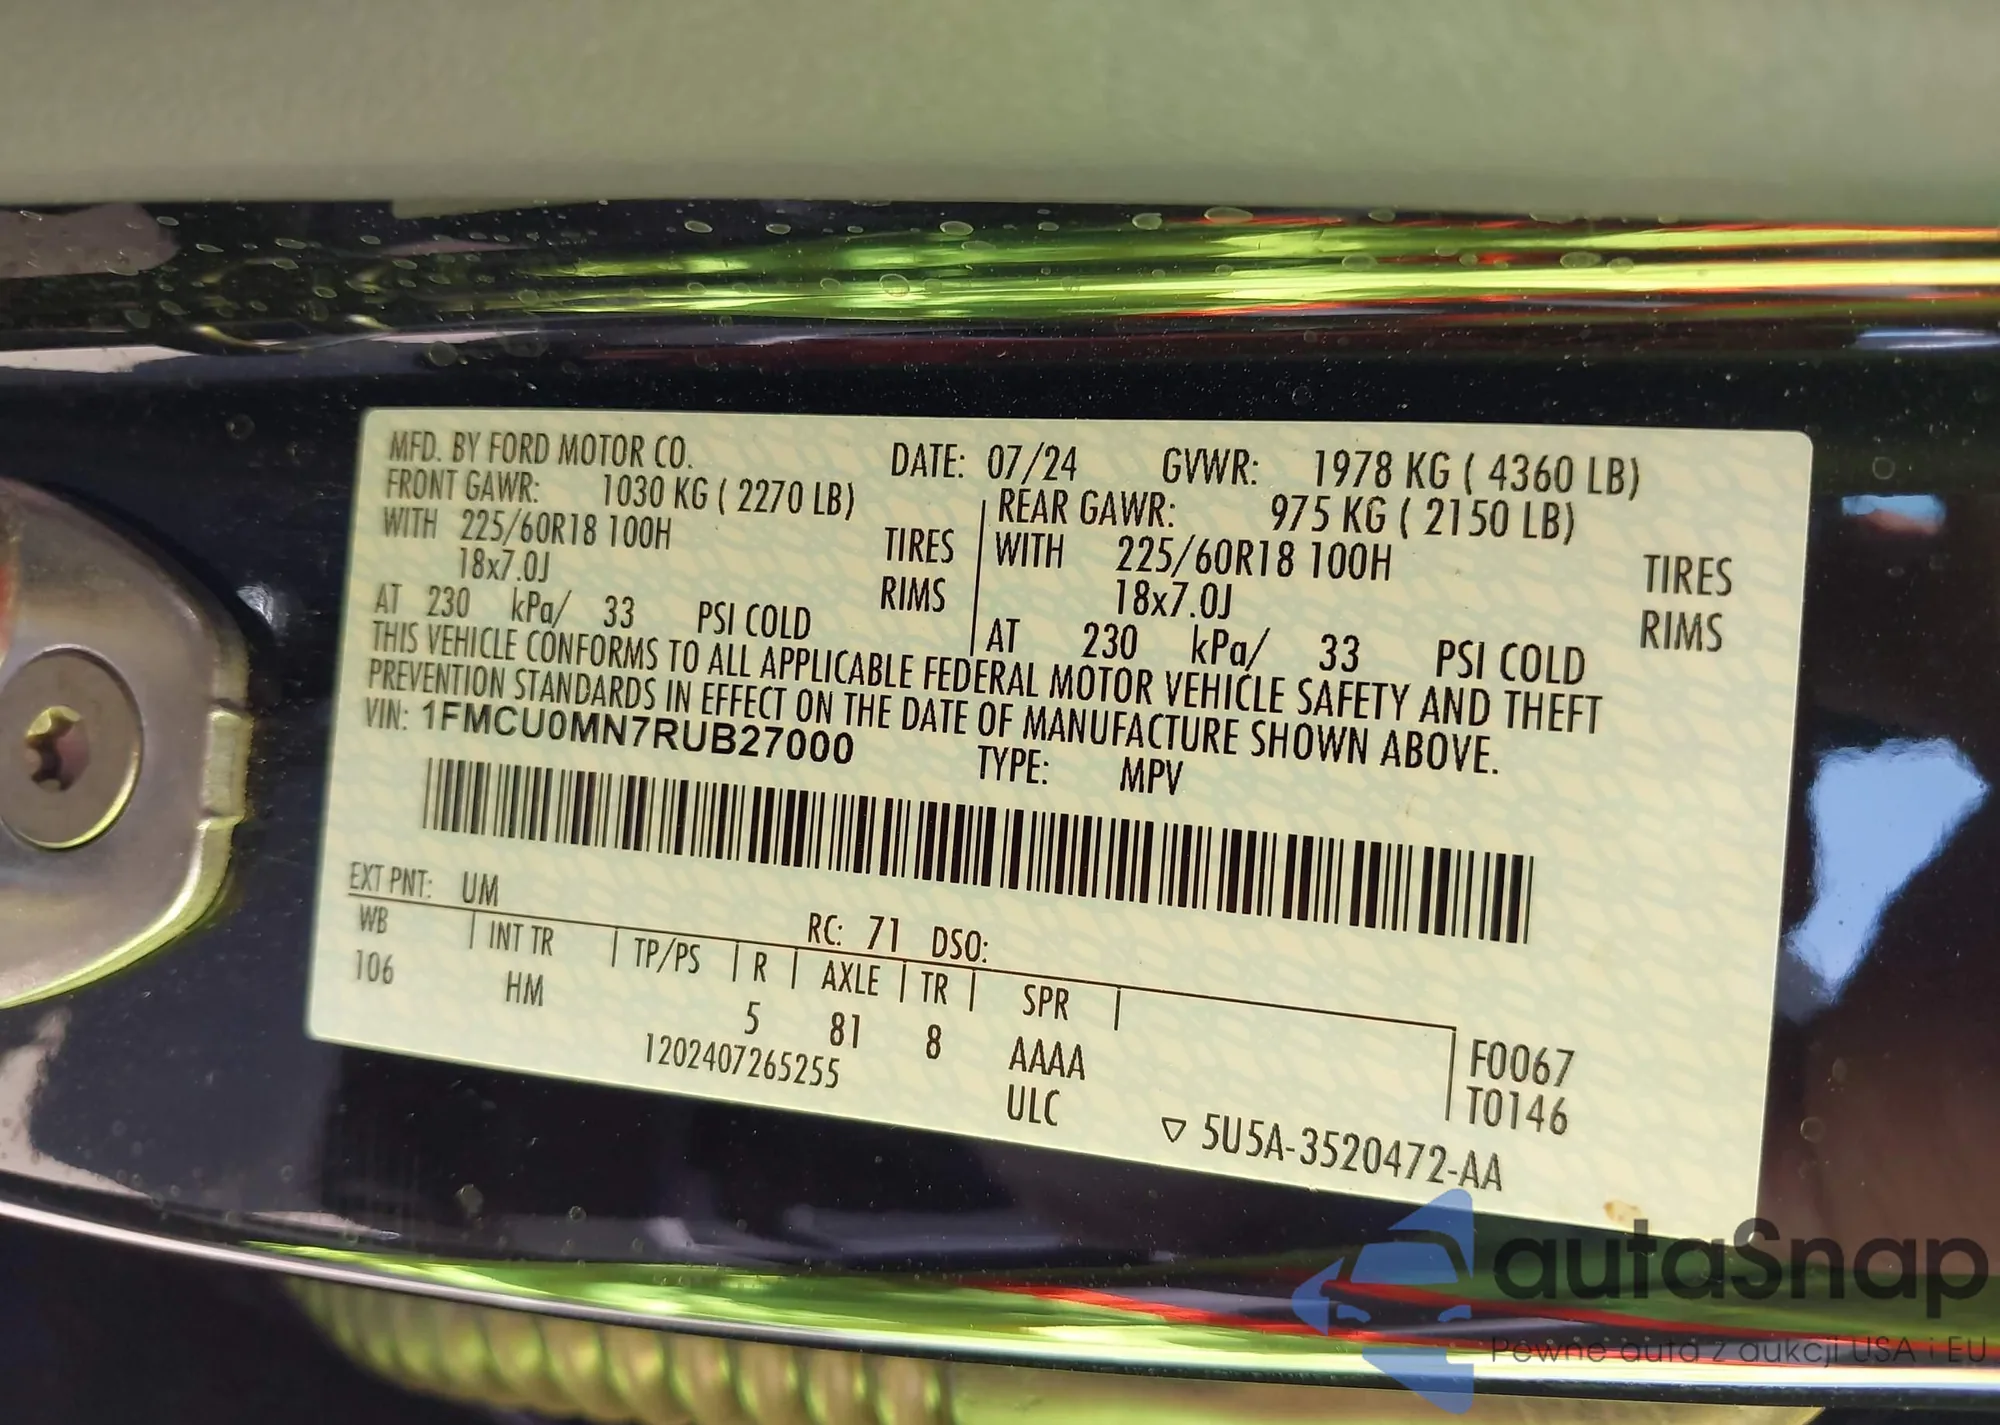 MFD. BY FORD MOTOR CO. DATE: 07/24 GVWR: 1978 KG ( 4360 LB)
FRONT GAWR: 1030 KG ( 2270 LB) REAR GAWR: 975 KG ( 2150 LB)
WITH 225/60R18 100H TIRES WITH 225/60R18 100H TIRES
18x7.0J RIMS 18x7.0J RIMS
AT 230 kPa/ 33 PSI COLD AT 230 kPa/ 33 PSI COLD
THIS VEHICLE CONFORMS TO ALL APPLICABLE FEDERAL MOTOR VEHICLE SAFETY AND THEFT
PREVENTION STANDARDS IN EFFECT ON THE DATE OF MANUFACTURE SHOWN ABOVE.
VIN: 1FMCU0MN7RUB27000 TYPE: MPV
EXT PNT: UM RC: 71 DSO:
WB INT TR TP/PS R AXLE TR SPR
106 HM 5 81 8 AAAA F0067
1202407265255 ULC T0146
▽ 5U5A-3520472-AA
autaSnap
Pewne auta z aukcji USA i EU